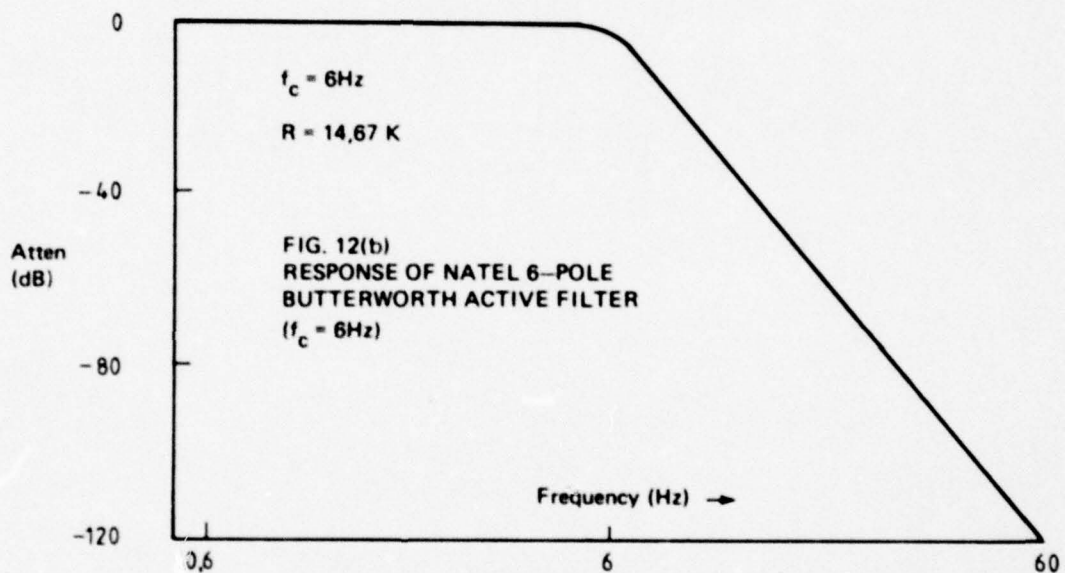 0
f_c = 6Hz
R = 14,67 K
-40
Atten
(dB)
FIG. 12(b)
RESPONSE OF NATEL 6-POLE
BUTTERWORTH ACTIVE FILTER
(f_c = 6Hz)
-80
Frequency (Hz) →
-120
0,6 6 60